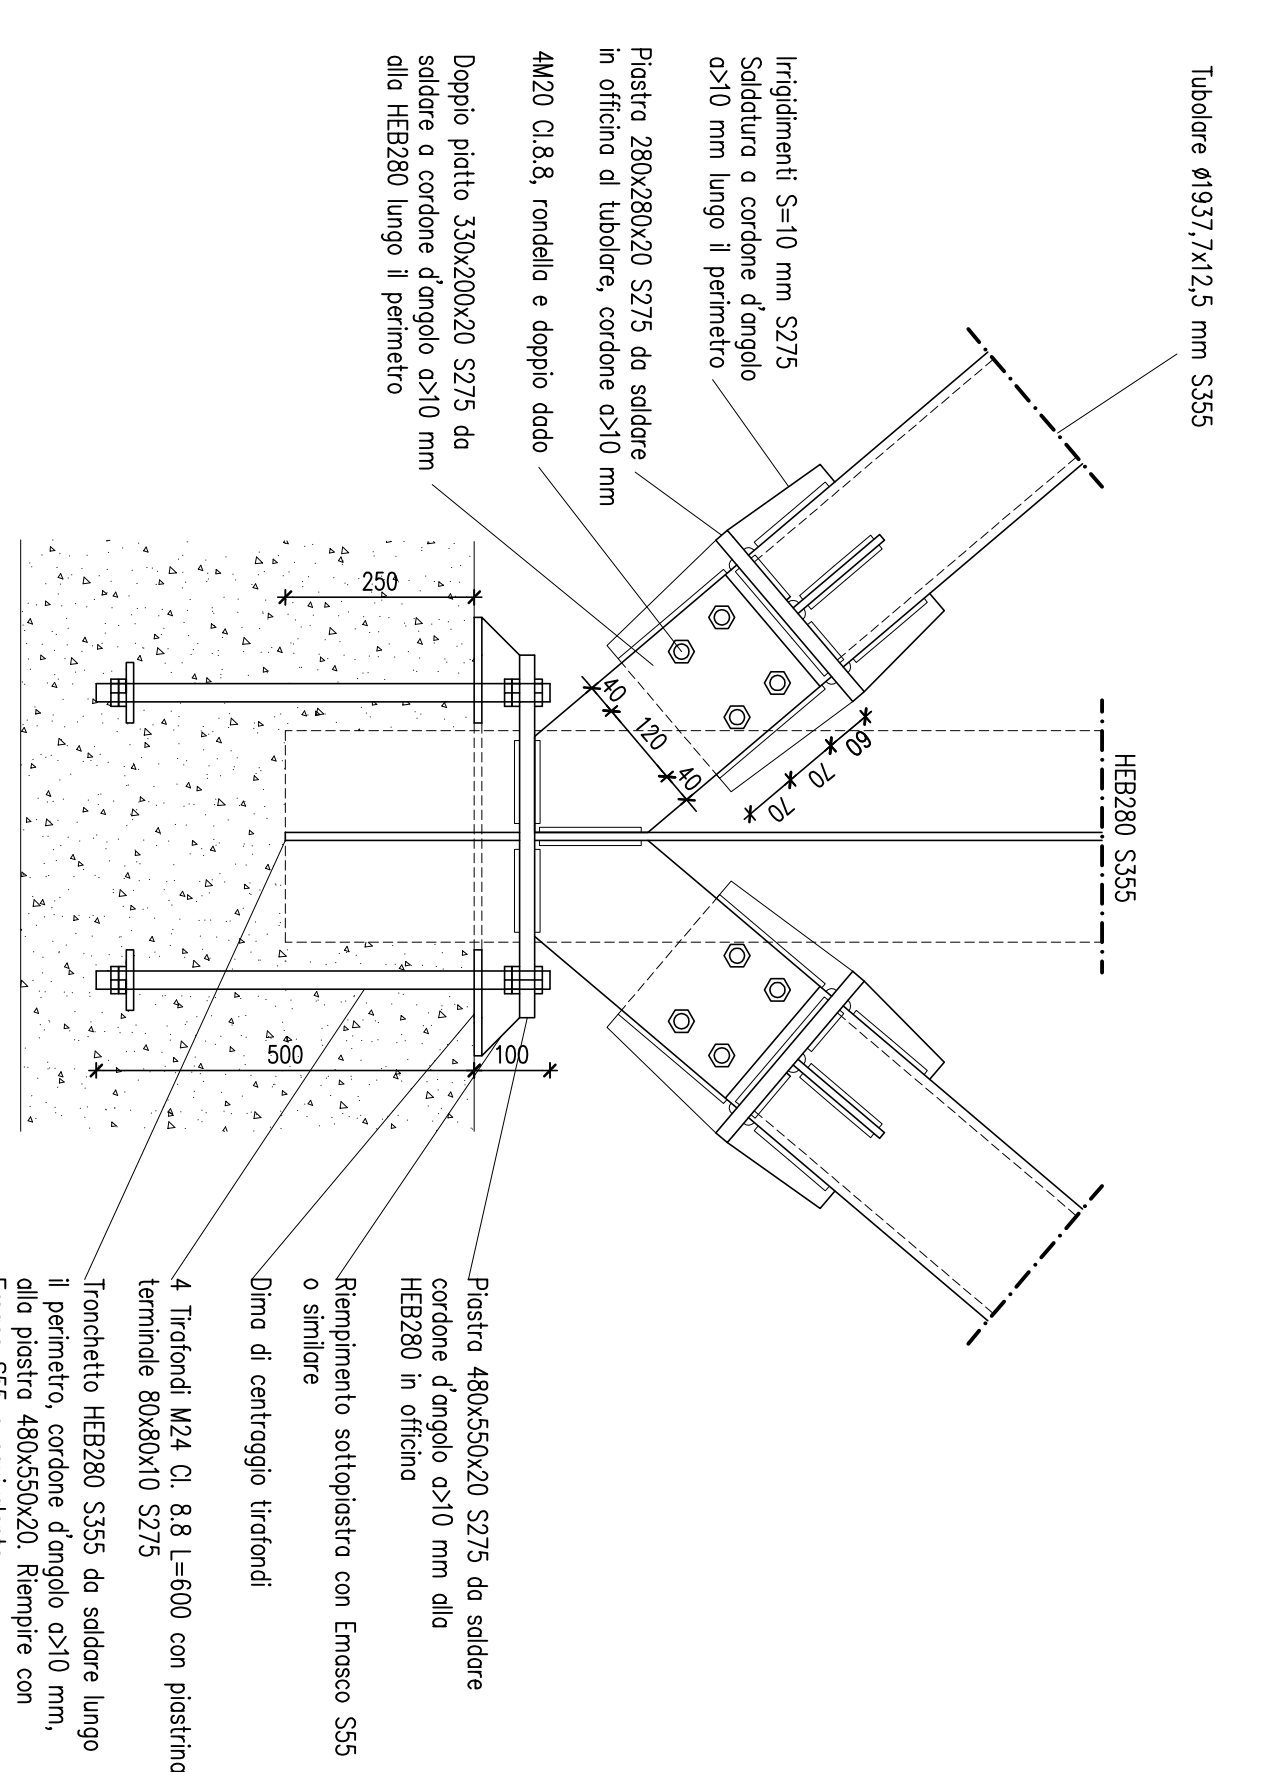 Tubolare ø1937,7x12,5 mm S355
HEB280 S355
Irrigidimenti S=10 mm S275
Saldatura a cordone d'angolo
a>10 mm lungo il perimetro
Piastra 280x280x20 S275 da saldare
in officina al tubolare, cordone a>10 mm
4M20 Cl.8.8, rondella e doppio dado
Doppio piatto 330x200x20 S275 da
saldare a cordone d'angolo a>10 mm
alla HEB280 lungo il perimetro
60
70
70
40
120
40
250
500
100
Piastra 480x550x20 S275 da saldare
cordone d'angolo a>10 mm alla
HEB280 in officina
Riempimento sottopiastra con Emasco S55
o similare
Dima di centraggio tirafondi
4 Tirafondi M24 Cl. 8.8 L=600 con piastrina
terminale 80x80x10 S275
Tronchetto HEB280 S355 da saldare lungo
il perimetro, cordone d'angolo a>10 mm,
alla piastra 480x550x20. Riempire con